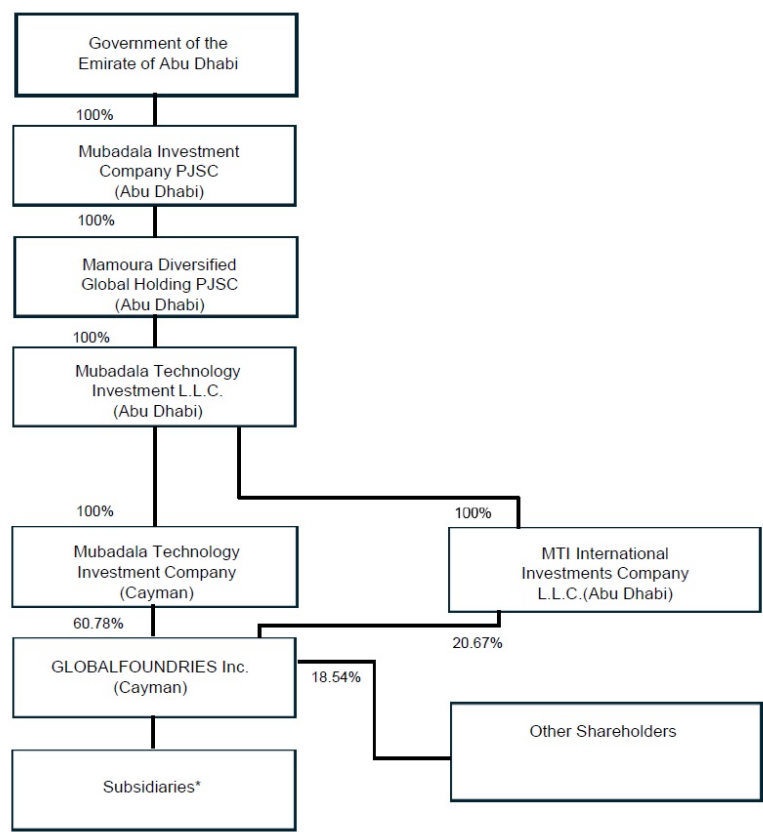 Government of the
Emirate of Abu Dhabi
100%
Mubadala Investment
Company PJSC
(Abu Dhabi)
100%
Mamoura Diversified
Global Holding PJSC
(Abu Dhabi)
100%
Mubadala Technology
Investment L.L.C.
(Abu Dhabi)
100%
100%
Mubadala Technology
Investment Company
(Cayman)
MTI International
Investments Company
L.L.C.(Abu Dhabi)
60.78%
20.67%
GLOBALFOUNDRIES Inc.
(Cayman)
18.54%
Other Shareholders
Subsidiaries*